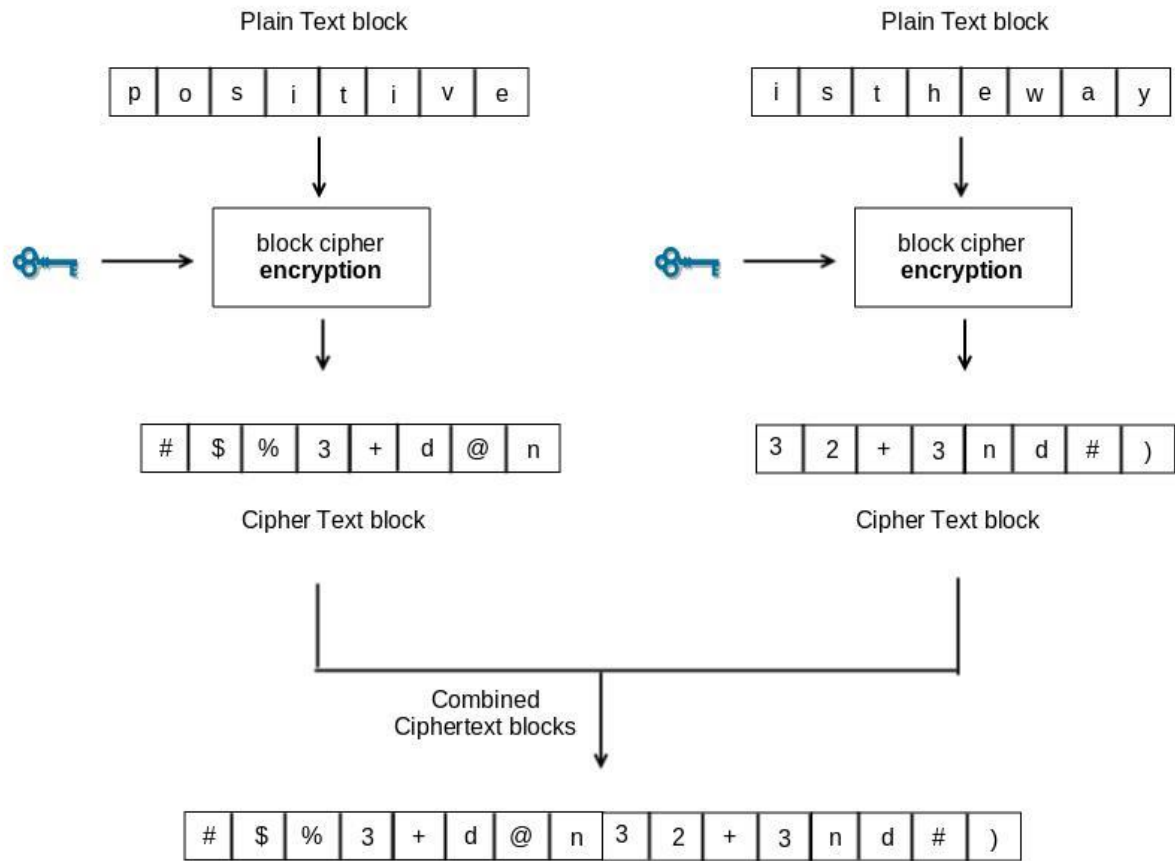 Plain Text block
Plain Text block
p o s i t i v e
i s t h e w a y
block cipher
encryption
block cipher
encryption
# $ % 3 + d @ n
3 2 + 3 n d # )
Cipher Text block
Cipher Text block
Combined
Ciphertext blocks
# $ % 3 + d @ n 3 2 + 3 n d # )